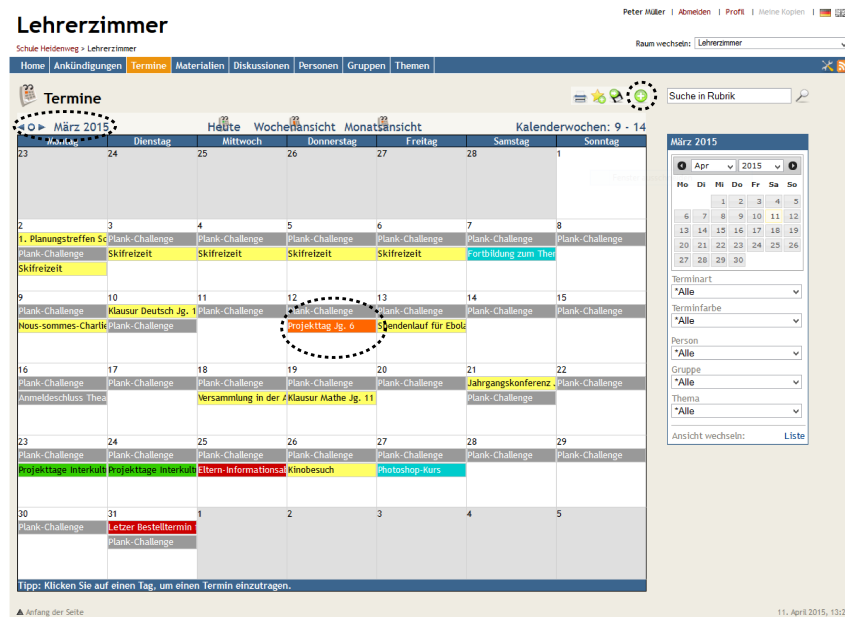 Peter Müller | Abmelden | Profil | Meine Kopien |
Lehrerzimmer
Schule Heidenweg > Lehrerzimmer
Raum wechseln: Lehrerzimmer
Home Ankündigungen Termine Materialien Diskussionen Personen Gruppen Themen
Termine
Suche in Rubrik
März 2015 Heute Wochenansicht Monatsansicht Kalenderwochen: 9 - 14
Montag Dienstag Mittwoch Donnerstag Freitag Samstag Sonntag
23 24 25 26 27 28 1
2 3 4 5 6 7 8
1. Planungstreffen Sc Plank-Challenge Plank-Challenge Plank-Challenge Plank-Challenge Plank-Challenge Plank-Challenge
Plank-Challenge Skifreizeit Skifreizeit Skifreizeit Skifreizeit Fortbildung zum Ther
Skifreizeit
9 10 11 12 13 14 15
Plank-Challenge Klausur Deutsch Jg. 1 Plank-Challenge Plank-Challenge Plank-Challenge Plank-Challenge Plank-Challenge
Nous-sommes-Charlie Plank-Challenge Projekttag Jg. 6 Spendenlauf für Ebola
16 17 18 19 20 21 22
Plank-Challenge Plank-Challenge Plank-Challenge Plank-Challenge Plank-Challenge Jahrgangskonferenz Plank-Challenge
Anmeldeschluss Thea Versammlung in der A Klausur Mathe Jg. 11 Plank-Challenge
23 24 25 26 27 28 29
Plank-Challenge Plank-Challenge Plank-Challenge Plank-Challenge Plank-Challenge Plank-Challenge Plank-Challenge
Projekttage Interkult Projekttage Interkult Eltern-Informationsa Kinobesuch Photoshop-Kurs
30 31 1 2 3 4 5
Plank-Challenge Letzer Bestelltermin
Plank-Challenge
Tipp: Klicken Sie auf einen Tag, um einen Termin einzutragen.
März 2015
Apr 2015
Mo Di Mi Do Fr Sa So
1 2 3 4 5
6 7 8 9 10 11 12
13 14 15 16 17 18 19
20 21 22 23 24 25 26
27 28 29 30
Terminart
*Alle
Terminfarbe
*Alle
Person
*Alle
Gruppe
*Alle
Thema
*Alle
Ansicht wechseln: Liste
Anfang der Seite
11. April 2015, 13:2